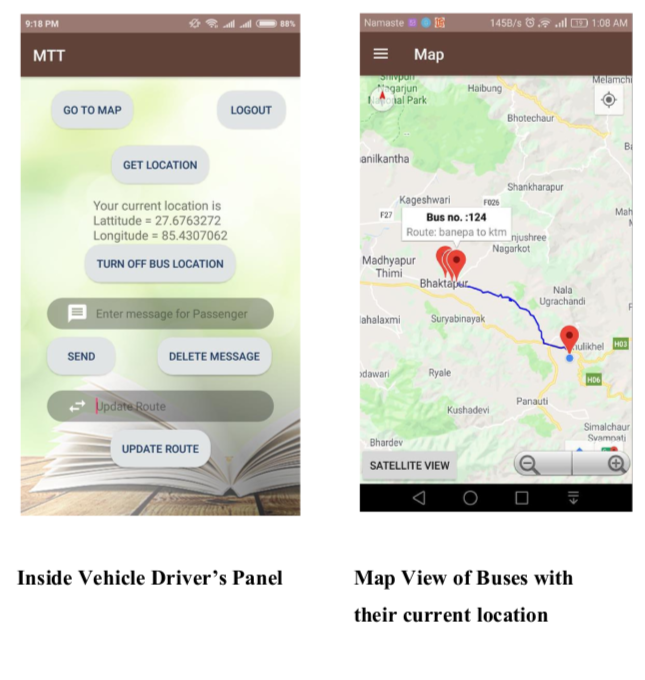 9:18 PM
88%
MTT
GO TO MAP
LOGOUT
GET LOCATION
Your current location is
Lattitude = 27.6763272
Longitude = 85.4307062
TURN OFF BUS LOCATION
Enter message for Passenger
SEND
DELETE MESSAGE
Update Route
UPDATE ROUTE
Inside Vehicle Driver's Panel
Namaste
145B/s
19
1:08 AM
Map
Shivpuri
Nagarjun
National Park
Haibung
Melamchi
Bhotechaur
Ba
anilkantha
Shankharapur
Kageshwari
F026
F27
Mah
Bus no. :124
Route: banepa to ktm
njushree
Nagarkot
Madhyapur
Thimi
Bhaktapur
Nala
Ugrachandi
lahalaxmi
Suryabinayak
hulikhel
H03
odawari
Ryale
H06
Panauti
Kushadevi
Simalchaur
Syampati
Bhardev
SATELLITE VIEW
Map View of Buses with
their current location